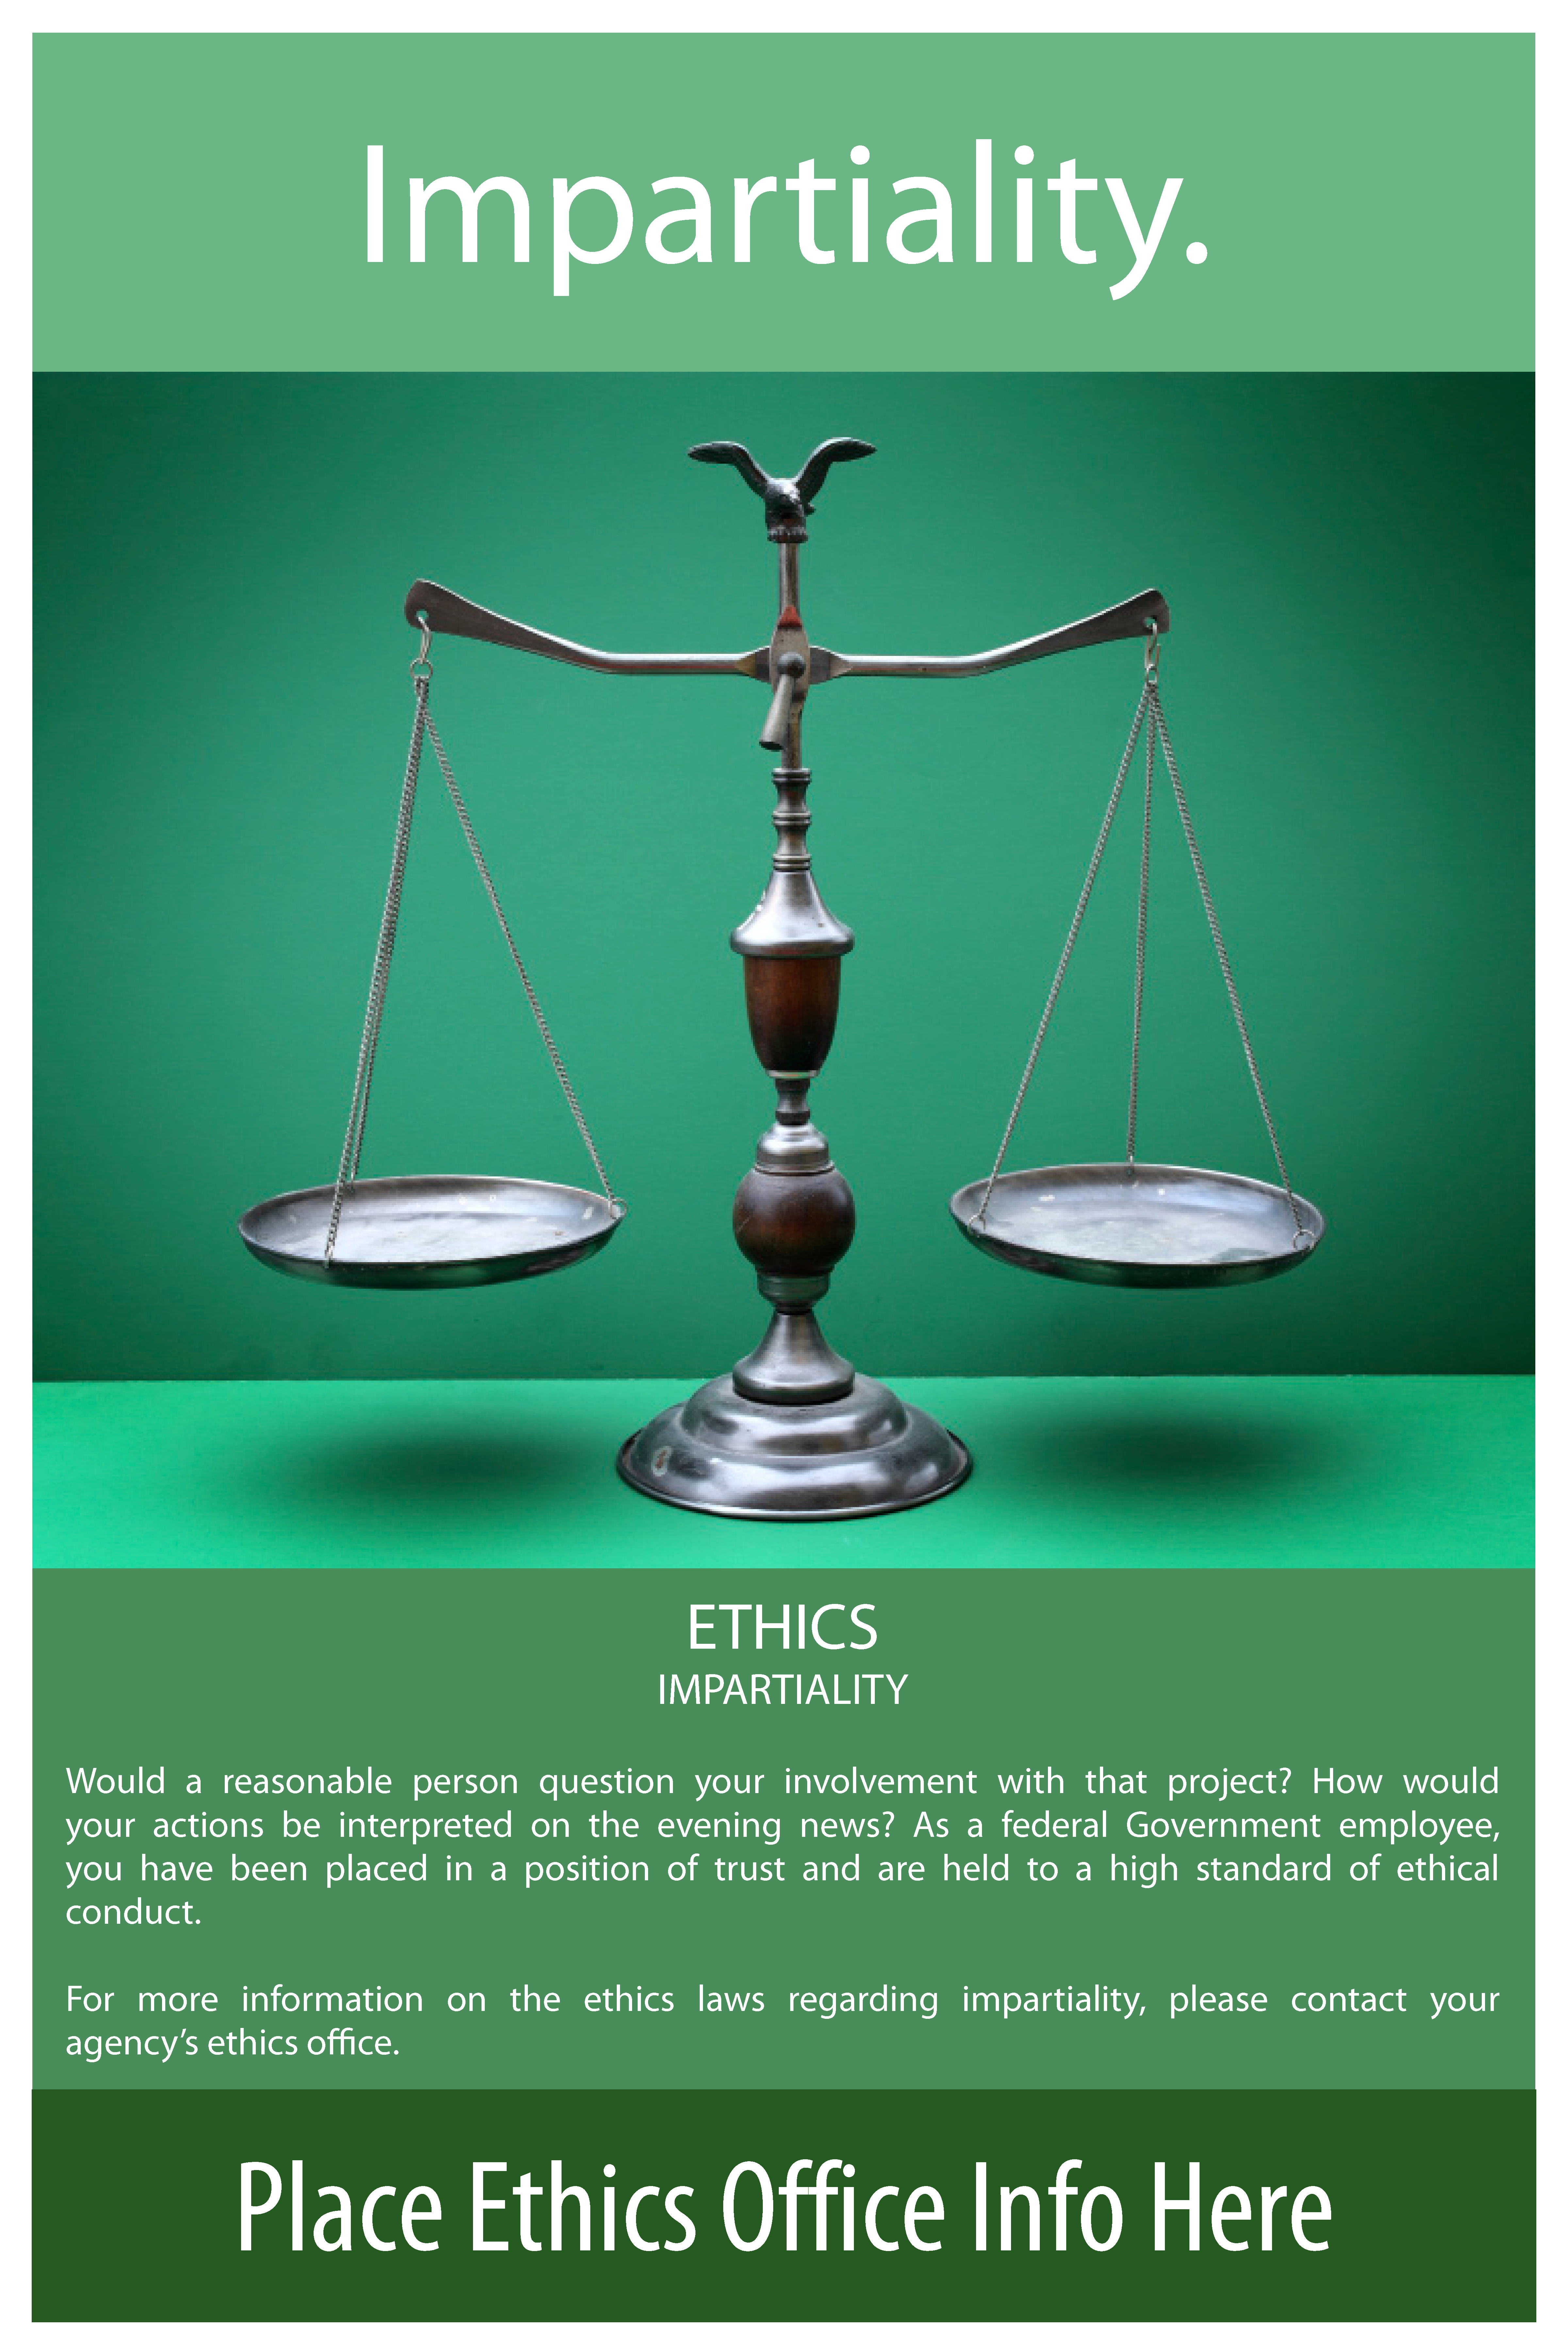 Impartiality.
ETHICS
IMPARTIALITY
Would a reasonable person question your involvement with that project? How would
your actions be interpreted on the evening news? As a federal Government employee,
you have been placed in a position of trust and are held to a high standard of ethical
conduct.
For more information on the ethics laws regarding impartiality, please contact your
agency’s ethics office.
Place Ethics Office Info Here